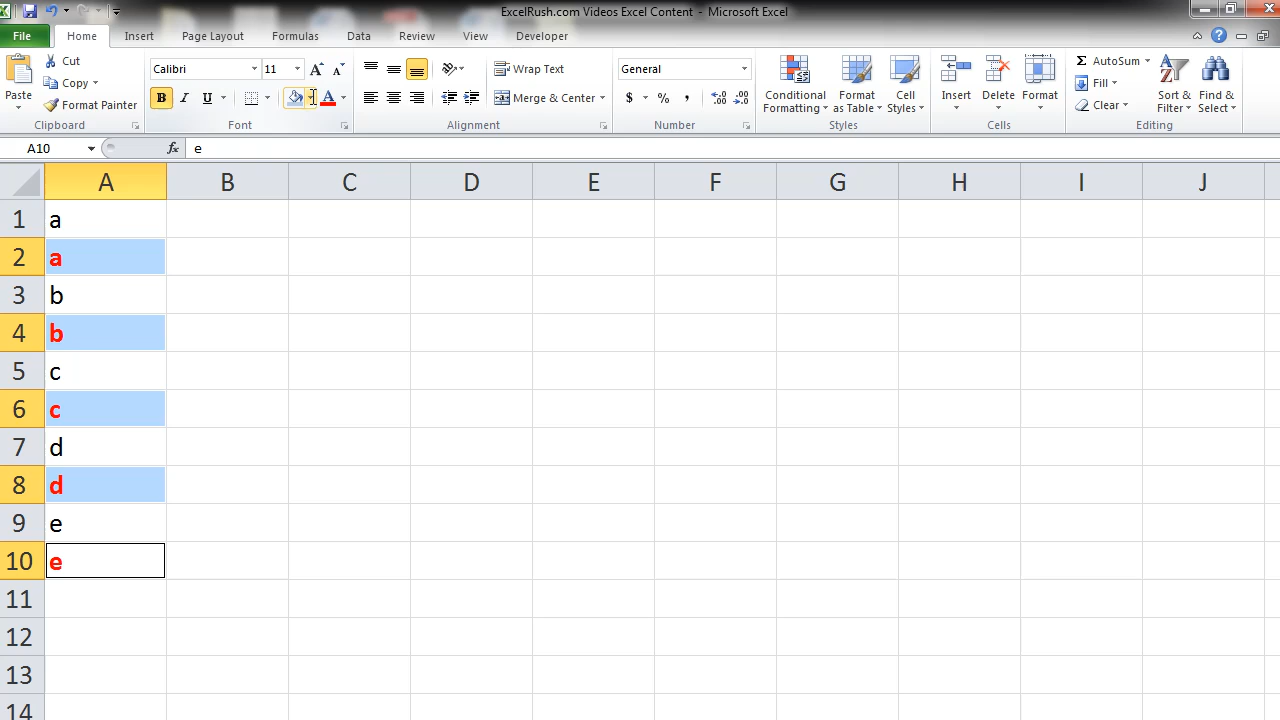 ExcelRush.com Videos Excel Content - Microsoft Excel
File Home Insert Page Layout Formulas Data Review View Developer
Cut Calibri 11 Wrap Text General AutoSum
Copy Fill
Paste Format Painter B I U A Merge & Center $ % , Conditional Formatting Format as Table Cell Styles Insert Delete Format Clear Sort & Filter Find & Select
Clipboard Font Alignment Number Styles Cells Editing
A10 fx e
A B C D E F G H I J
1 a
2 a
3 b
4 b
5 c
6 c
7 d
8 d
9 e
10 e
11
12
13
14